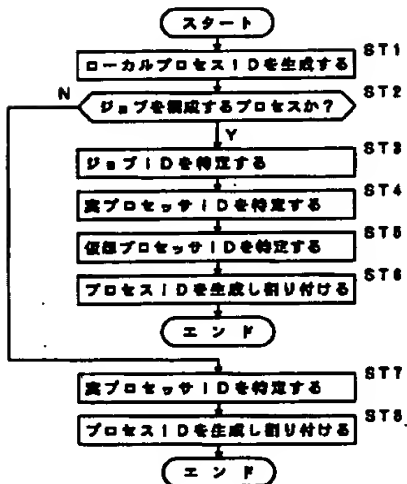 スタート
ST1
ローカルプロセスIDを生成する
ST2
N
ジョブを構成するプロセスか?
Y
ST3
ジョブIDを特定する
ST4
実プロセッサIDを特定する
ST5
仮想プロセッサIDを特定する
ST6
プロセスIDを生成し割り付ける
エンド
ST7
実プロセッサIDを特定する
ST8
プロセスIDを生成し割り付ける
エンド